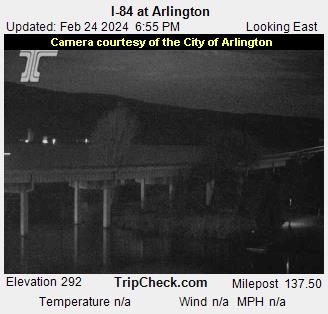 I-84 at Arlington
Updated: Feb 24 2024 6:55 PM Looking East
Camera courtesy of the City of Arlington
Elevation 292 TripCheck.com Milepost 137.50
Temperature n/a Wind n/a MPH n/a